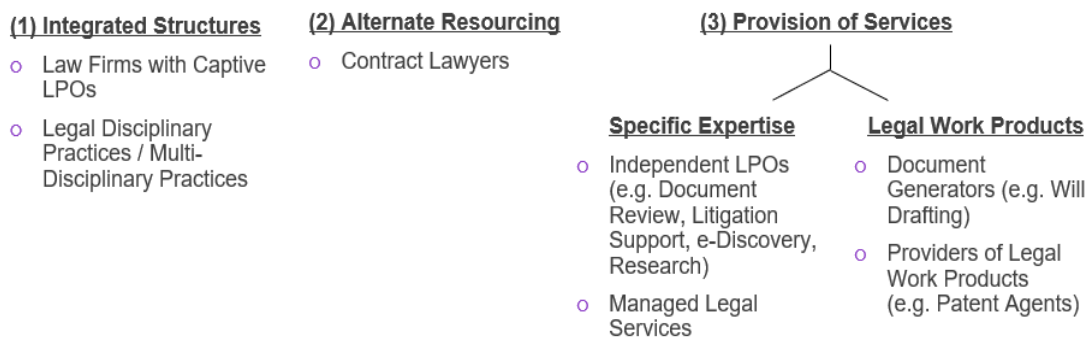 (1) Integrated Structures
o Law Firms with Captive
LPOs
o Legal Disciplinary
Practices / Multi-
Disciplinary Practices
(2) Alternate Resourcing
o Contract Lawyers
(3) Provision of Services
Specific Expertise
o Independent LPOs
(e.g. Document
Review, Litigation
Support, e-Discovery,
Research)
o Managed Legal
Services
Legal Work Products
o Document
Generators (e.g. Will
Drafting)
o Providers of Legal
Work Products
(e.g. Patent Agents)